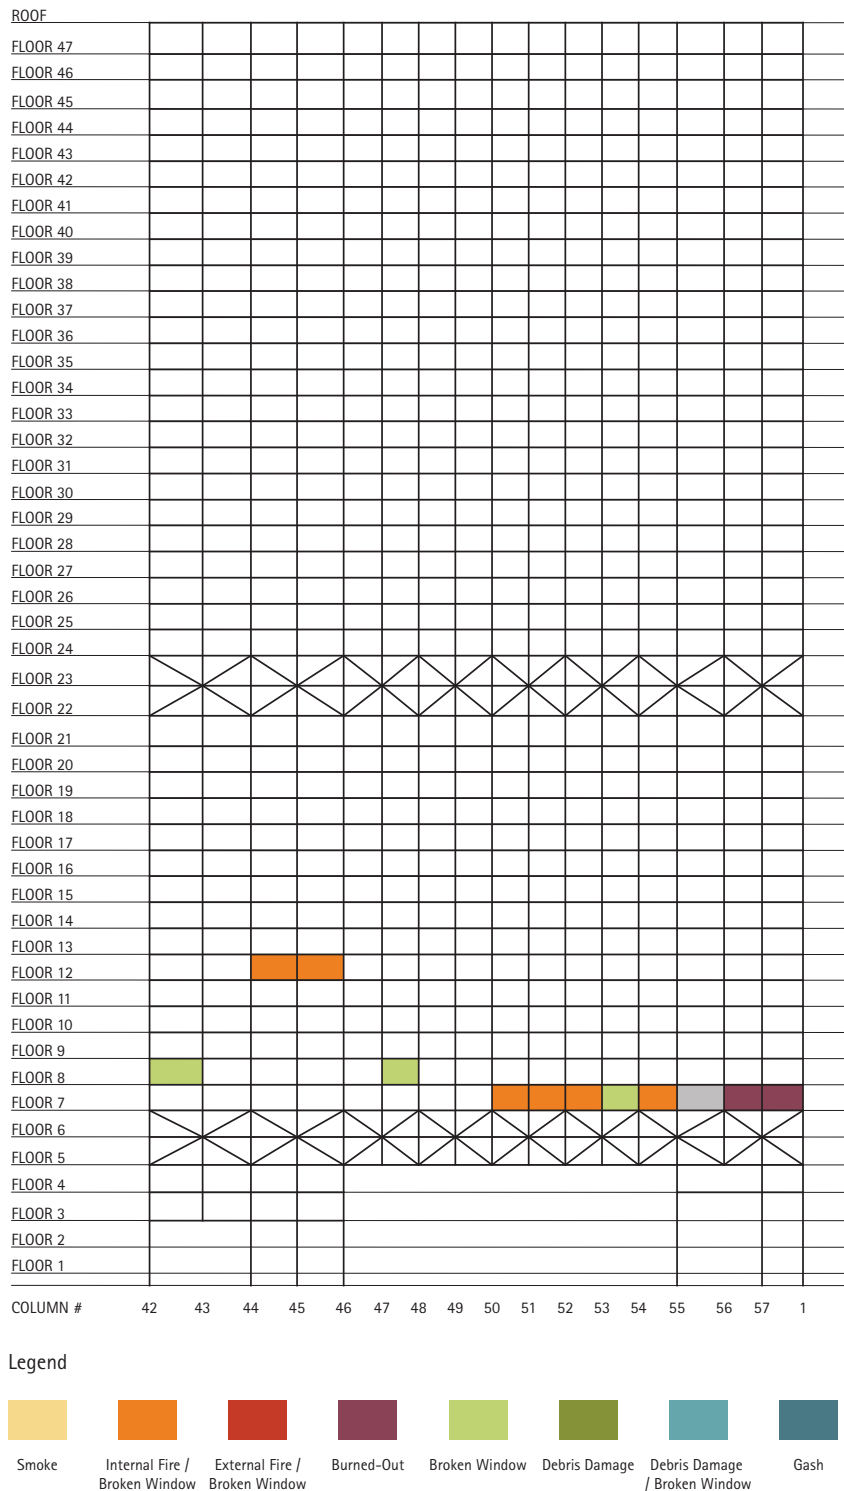 ROOF
FLOOR 47
FLOOR 46
FLOOR 45
FLOOR 44
FLOOR 43
FLOOR 42
FLOOR 41
FLOOR 40
FLOOR 39
FLOOR 38
FLOOR 37
FLOOR 36
FLOOR 35
FLOOR 34
FLOOR 33
FLOOR 32
FLOOR 31
FLOOR 30
FLOOR 29
FLOOR 28
FLOOR 27
FLOOR 26
FLOOR 25
FLOOR 24
FLOOR 23
FLOOR 22
FLOOR 21
FLOOR 20
FLOOR 19
FLOOR 18
FLOOR 17
FLOOR 16
FLOOR 15
FLOOR 14
FLOOR 13
FLOOR 12
FLOOR 11
FLOOR 10
FLOOR 9
FLOOR 8
FLOOR 7
FLOOR 6
FLOOR 5
FLOOR 4
FLOOR 3
FLOOR 2
FLOOR 1
COLUMN # 42 43 44 45 46 47 48 49 50 51 52 53 54 55 56 57 1
Legend
Smoke
Internal Fire /
Broken Window
External Fire /
Broken Window
Burned-Out
Broken Window
Debris Damage
Debris Damage
/ Broken Window
Gash